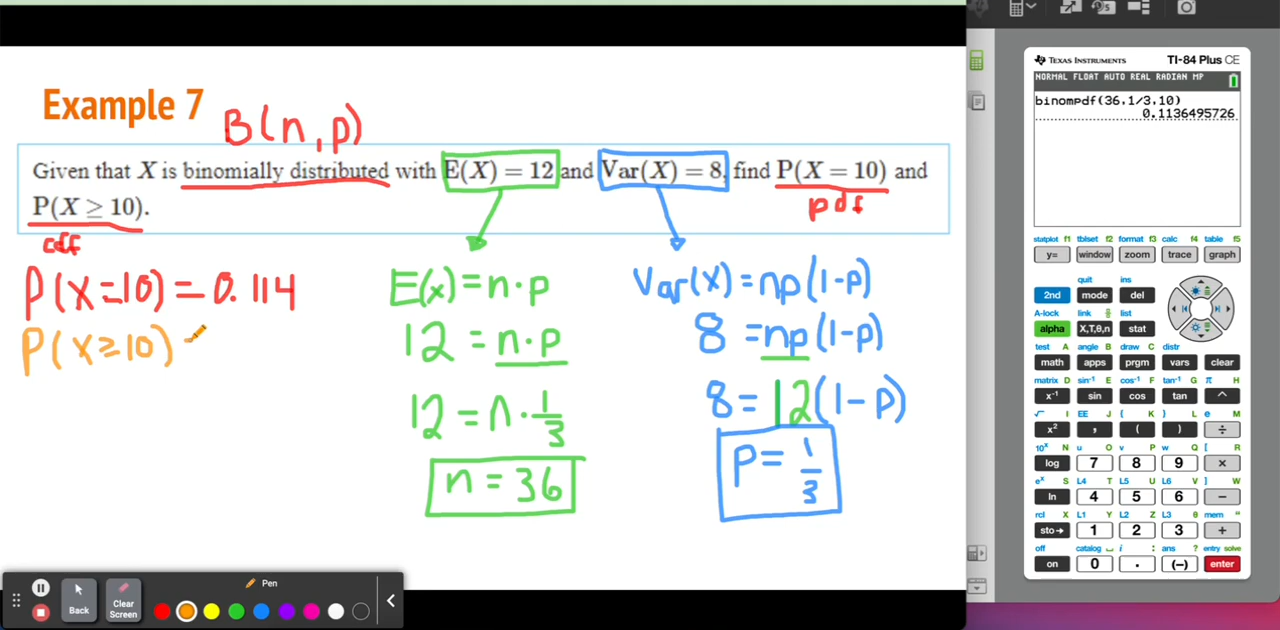 Example 7
B(n,p)
Given that X is binomially distributed with E(X) = 12 and Var(X) = 8, find P(X = 10) and
P(X ≥ 10).
pdf
cdf
P(X=10) = 0.114
P(X≥10)
E(x) = n·p
12 = n·p
12 = n·1/3
n = 36
Var(X) = np(1-p)
8 = np(1-p)
8 = 12(1-p)
p = 1/3
Pen
Back
Clear Screen
TEXAS INSTRUMENTS TI-84 Plus CE
NORMAL FLOAT AUTO REAL RADIAN MP
binompdf(36,1/3,10)
0.1136495726
statplot f1 tblset f2 format f3 calc f4 table f5
y= window zoom trace graph
quit ins
2nd mode del
A-lock link list
alpha X,T,θ,n stat
test A angle B draw C distr
math apps prgm vars clear
matrix D sin⁻¹ E cos⁻¹ F tan⁻¹ G π H
x⁻¹ sin cos tan ^
√ I EE J { K } L e M
x² , ( ) ÷
10ˣ N u O v P w Q [ R
log 7 8 9 ×
eˣ S L4 T L5 U L6 V ] W
ln 4 5 6 −
rcl X L1 Y L2 Z L3 θ mem "
sto→ 1 2 3 +
off catalog i : ans ? entry solve
on 0 . (−) enter